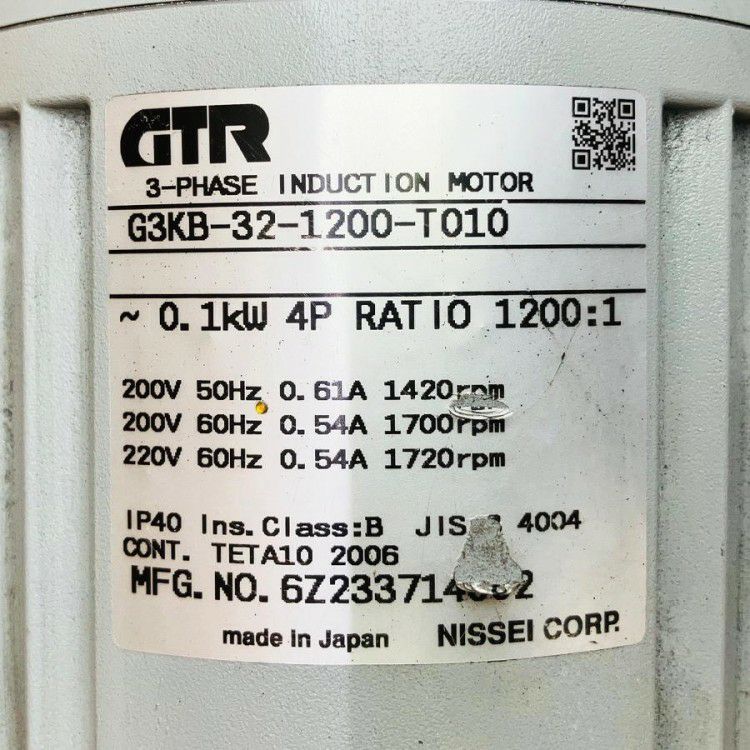 GTR
3-PHASE INDUCTION MOTOR
G3KB-32-1200-T010
~ 0.1kW 4P RATIO 1200:1
200V 50Hz 0.61A 1420rpm
200V 60Hz 0.54A 1700rpm
220V 60Hz 0.54A 1720rpm
IP40 Ins.Class:B JIS 4004
CONT. TETA10 2006
MFG.NO.
made in Japan NISSEI CORP.